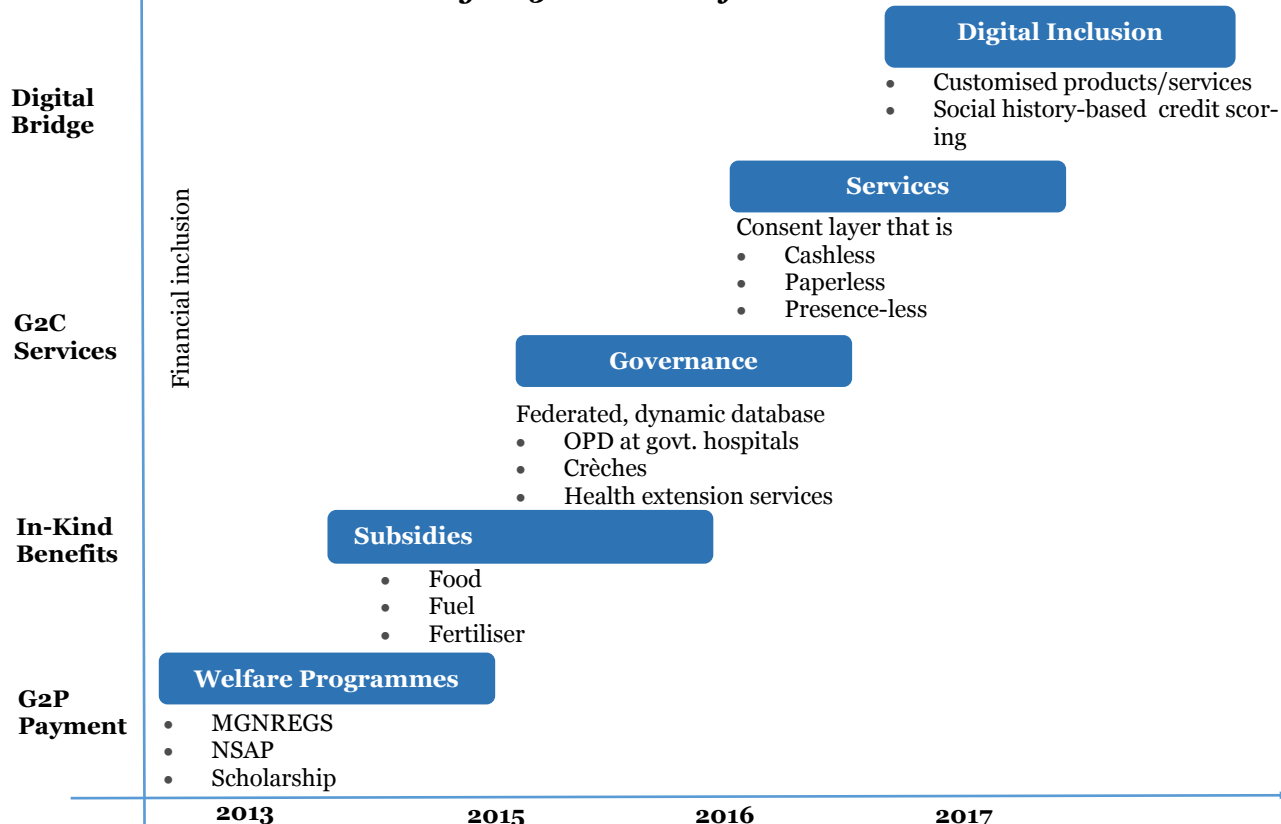 Digital Inclusion
• Customised products/services
• Social history-based credit scor-
ing
Digital
Bridge
Services
Consent layer that is
• Cashless
• Paperless
• Presence-less
Financial inclusion
G2C
Services
Governance
Federated, dynamic database
• OPD at govt. hospitals
• Crèches
• Health extension services
In-Kind
Benefits
Subsidies
• Food
• Fuel
• Fertiliser
Welfare Programmes
G2P
Payment
• MGNREGS
• NSAP
• Scholarship
2013
2015
2016
2017